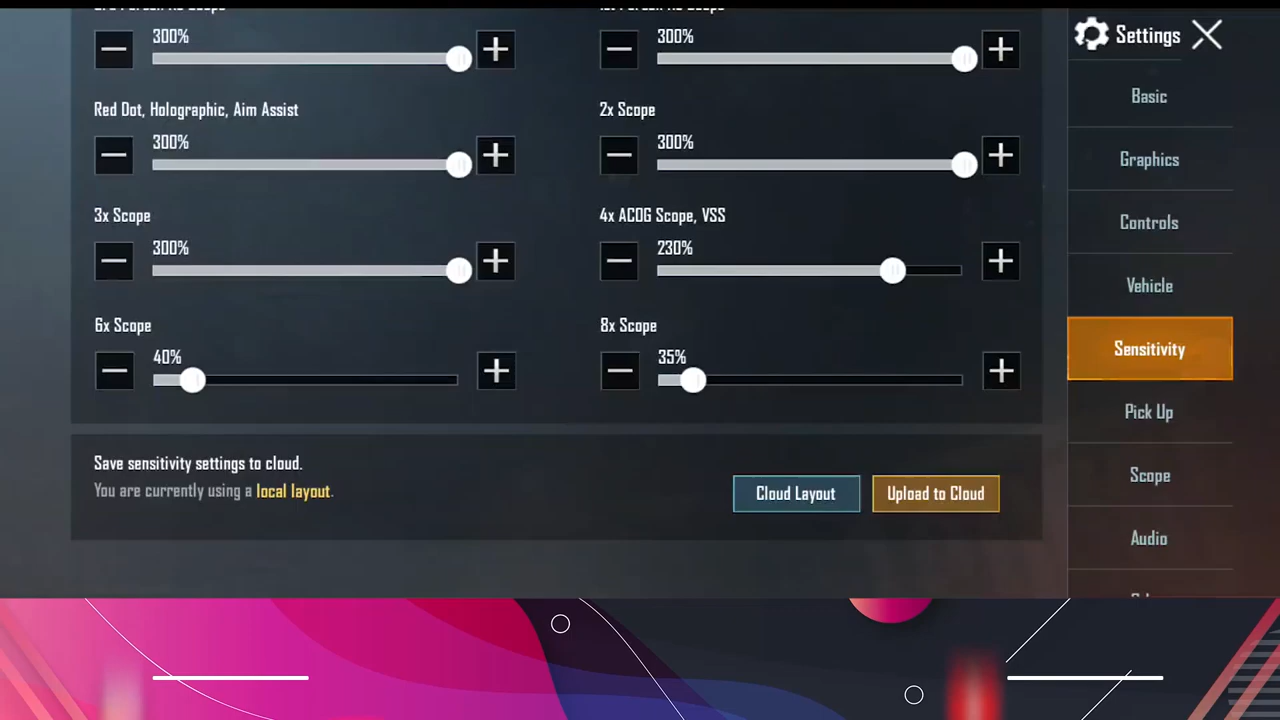 Settings
300%
300%
Red Dot, Holographic, Aim Assist
2x Scope
300%
300%
3x Scope
4x ACOG Scope, VSS
300%
230%
6x Scope
8x Scope
40%
35%
Save sensitivity settings to cloud.
You are currently using a local layout.
Cloud Layout
Upload to Cloud
Basic
Graphics
Controls
Vehicle
Sensitivity
Pick Up
Scope
Audio